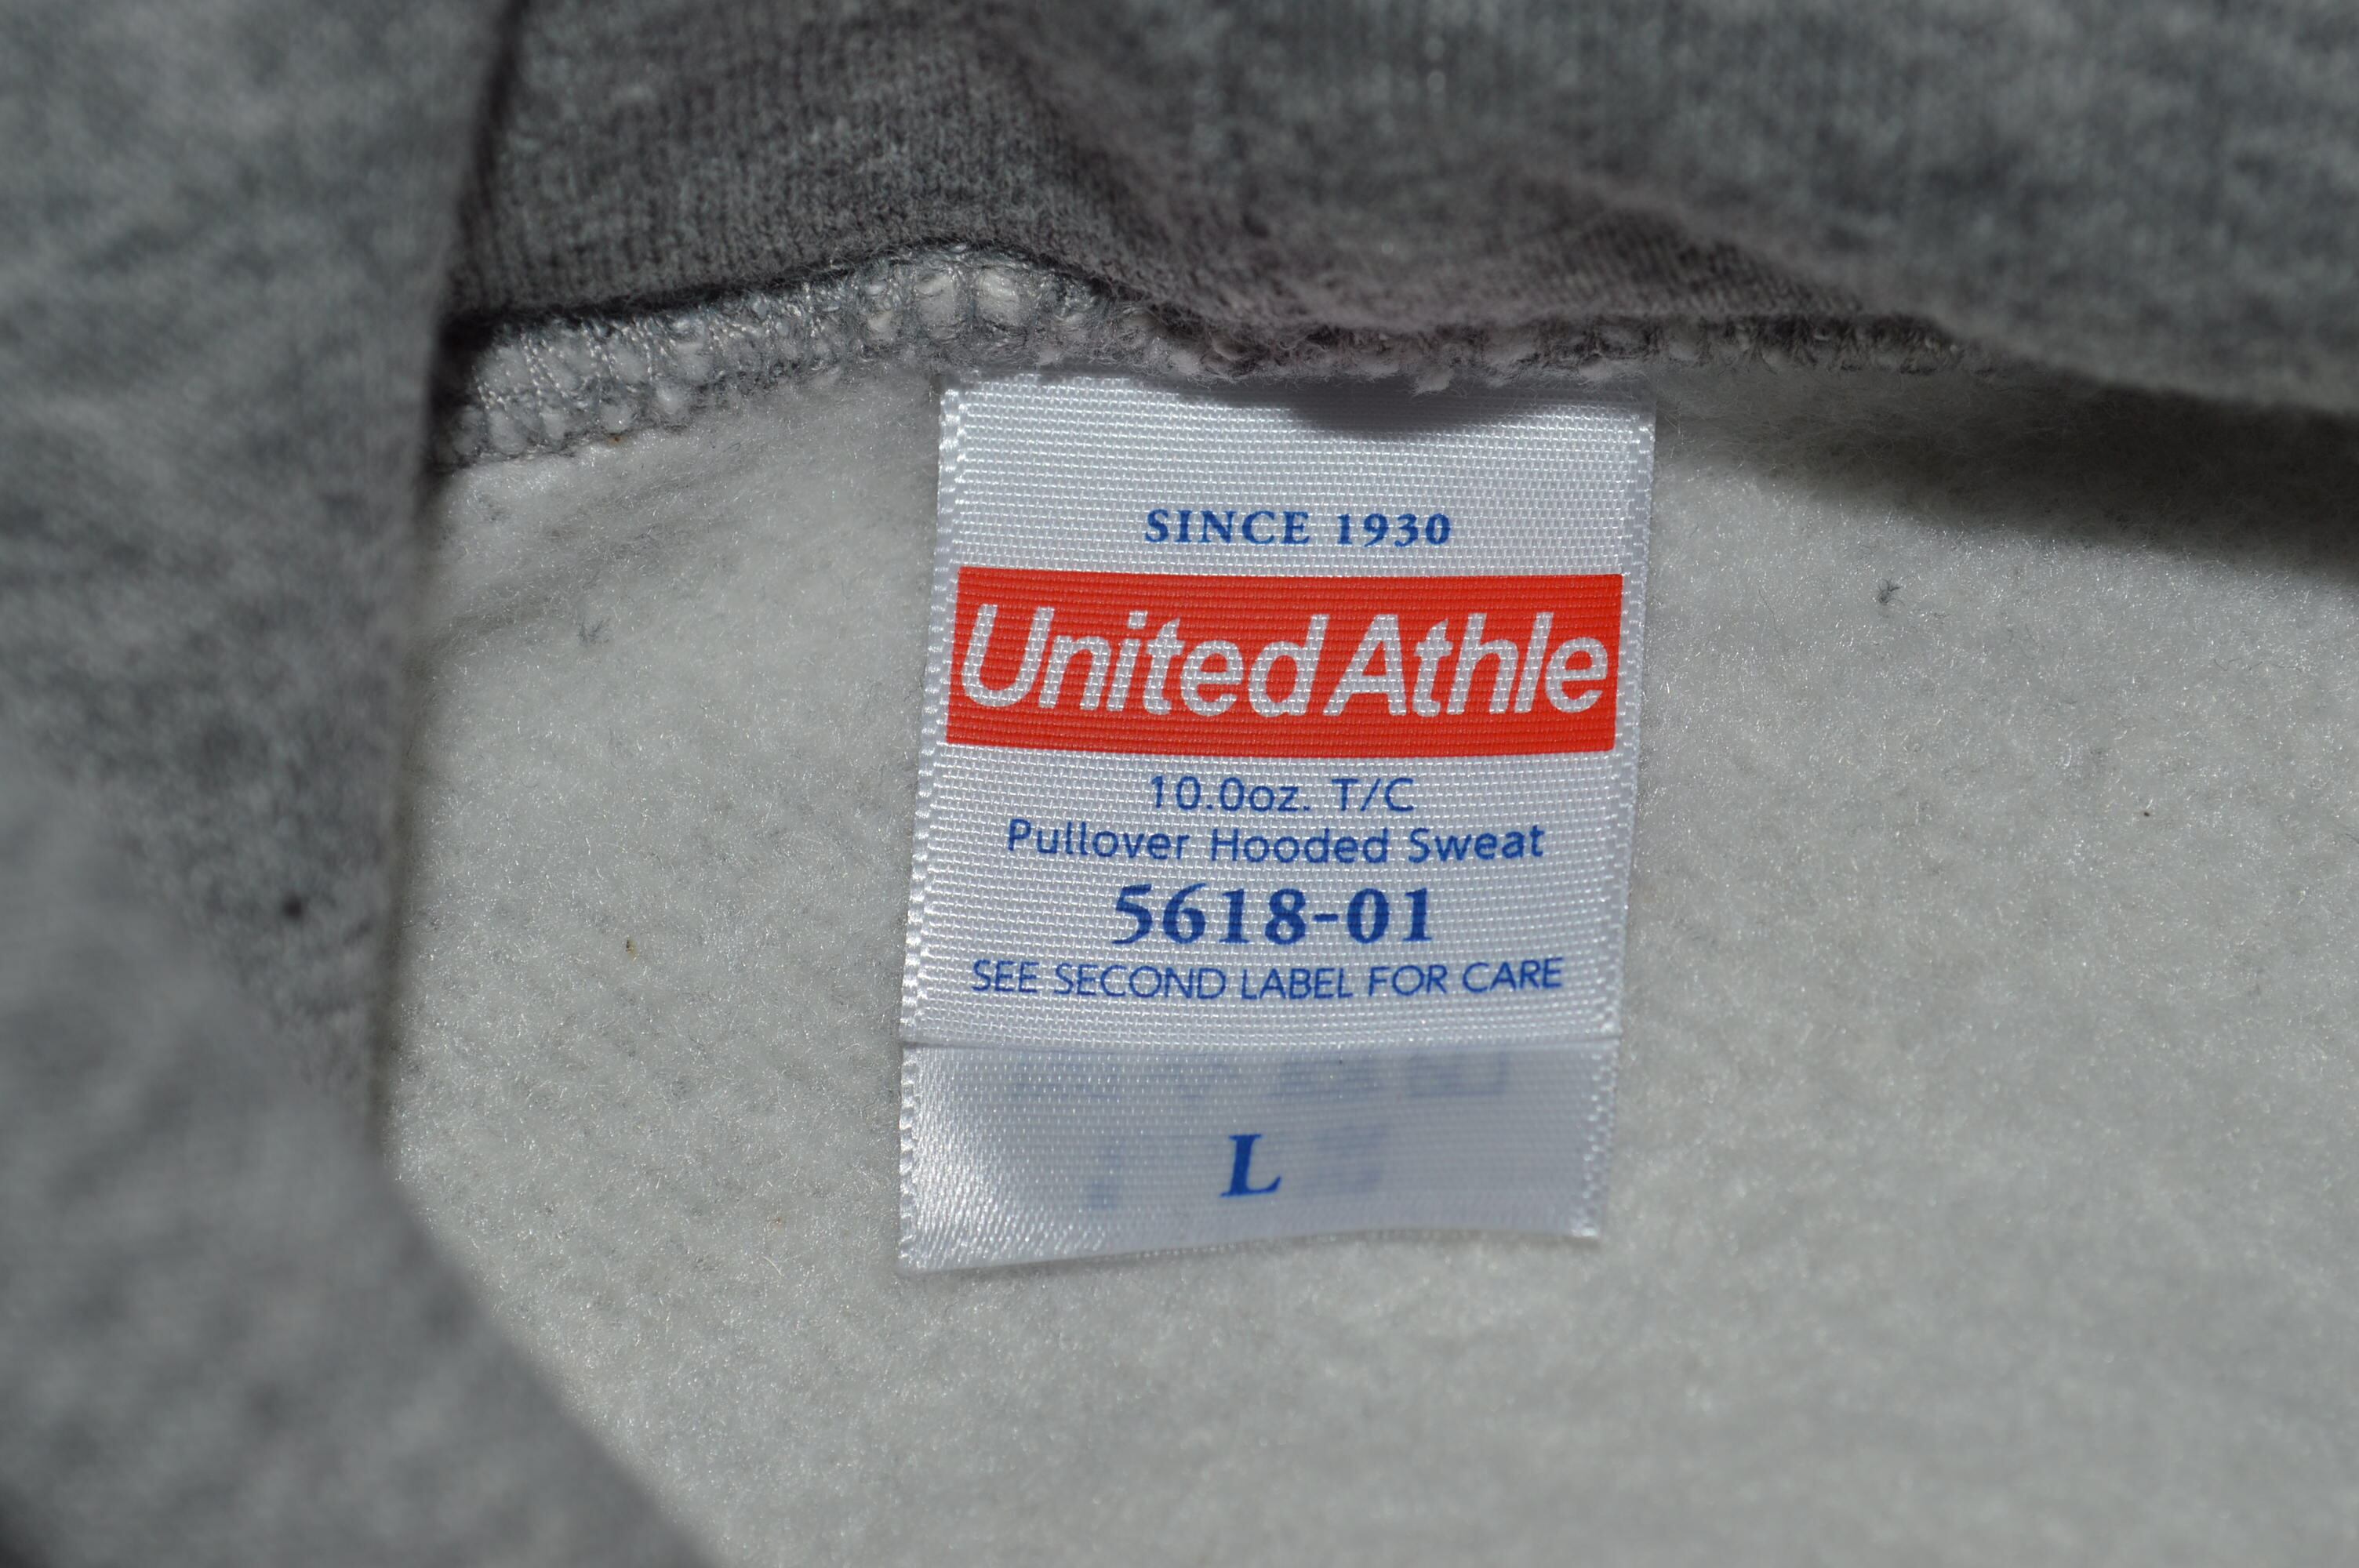 SINCE 1930
United Athle
10.0oz. T/C
Pullover Hooded Sweat
5618-01
SEE SECOND LABEL FOR CARE
L